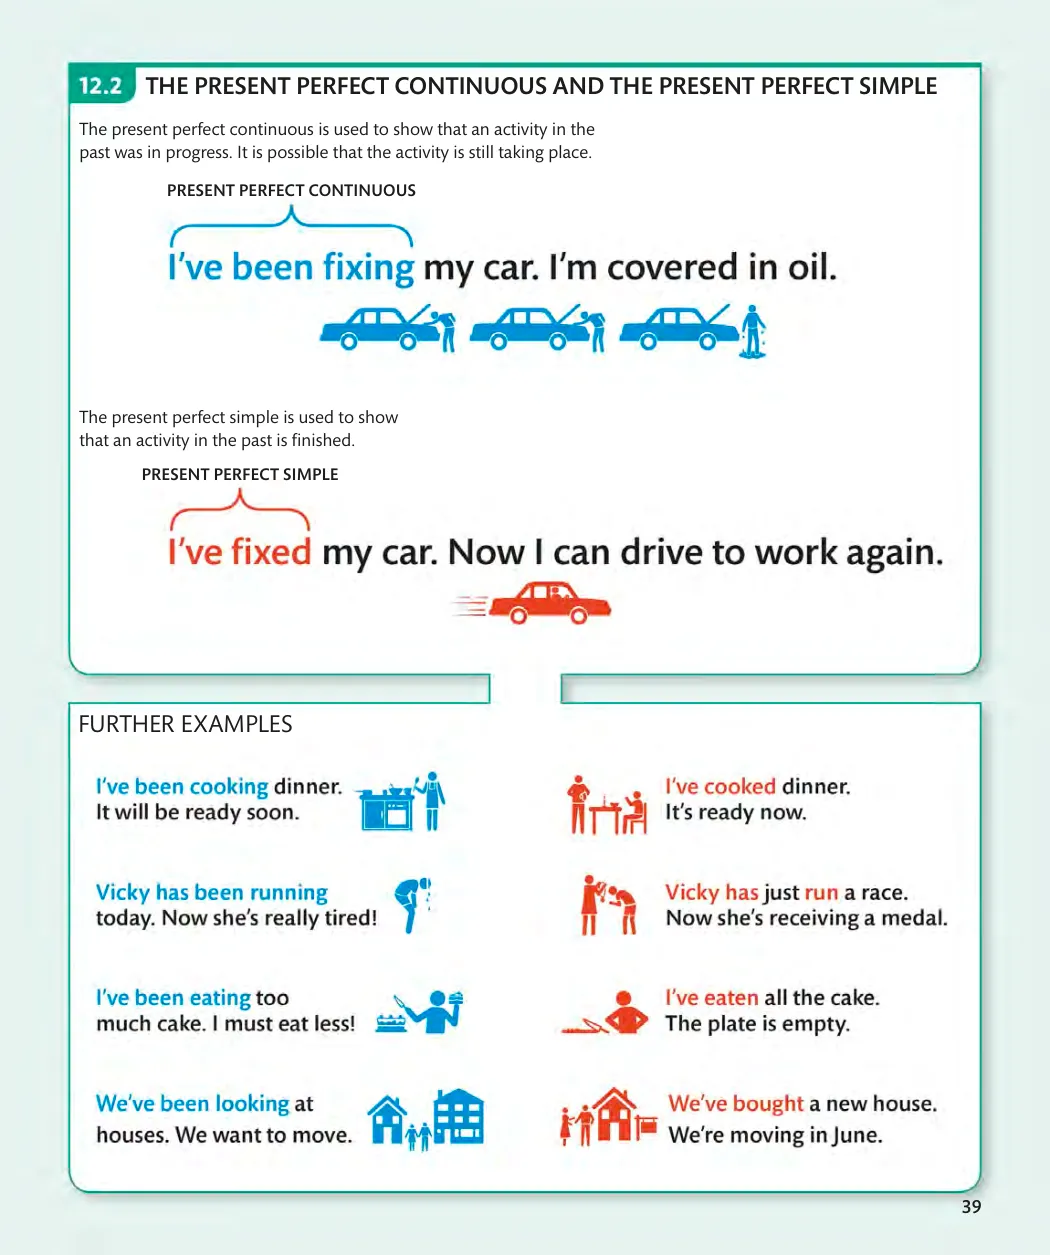 12.2 THE PRESENT PERFECT CONTINUOUS AND THE PRESENT PERFECT SIMPLE
The present perfect continuous is used to show that an activity in the
past was in progress. It is possible that the activity is still taking place.
PRESENT PERFECT CONTINUOUS
I’ve been fixing my car. I’m covered in oil.
The present perfect simple is used to show
that an activity in the past is finished.
PRESENT PERFECT SIMPLE
I’ve fixed my car. Now I can drive to work again.
FURTHER EXAMPLES
I’ve been cooking dinner.
It will be ready soon.
I’ve cooked dinner.
It’s ready now.
Vicky has been running
today. Now she’s really tired!
Vicky has just run a race.
Now she’s receiving a medal.
I’ve been eating too
much cake. I must eat less!
I’ve eaten all the cake.
The plate is empty.
We’ve been looking at
houses. We want to move.
We’ve bought a new house.
We’re moving in June.
39